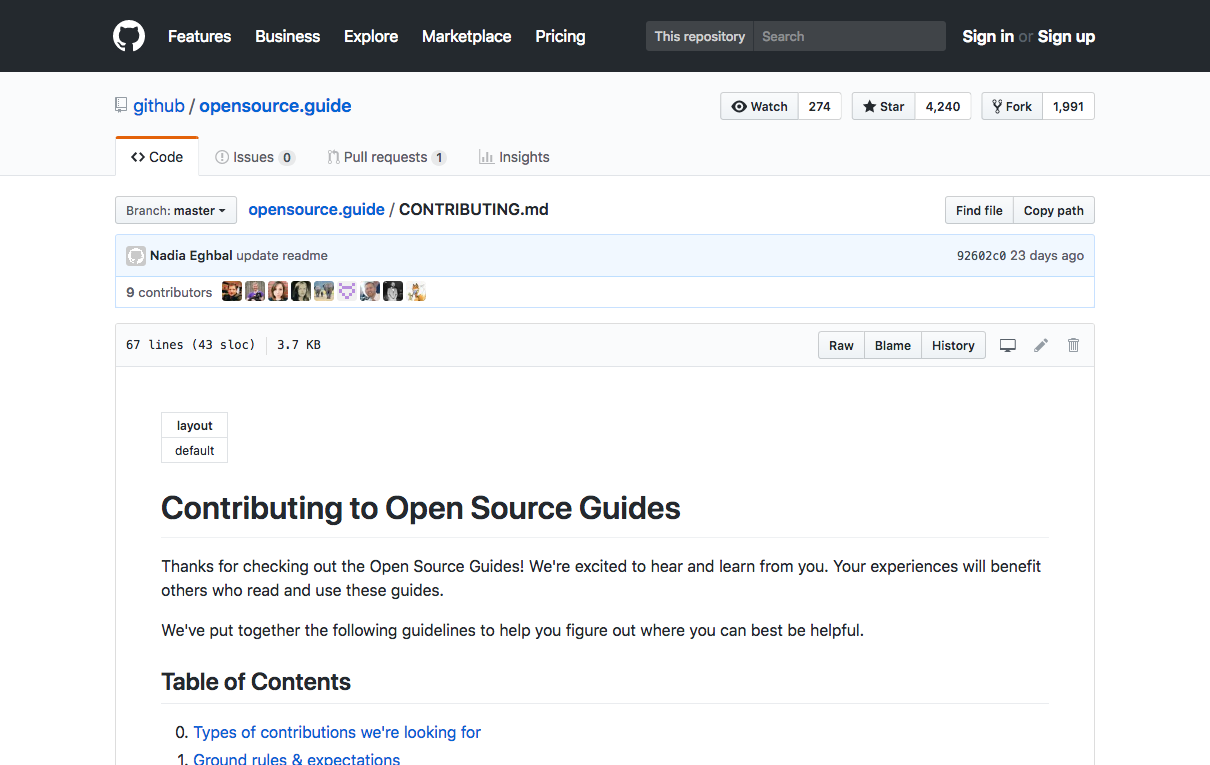 Features Business Explore Marketplace Pricing This repository Search Sign in or Sign up
github / opensource.guide Watch 274 Star 4,240 Fork 1,991
Code Issues 0 Pull requests 1 Insights
Branch: master opensource.guide / CONTRIBUTING.md Find file Copy path
Nadia Eghbal update readme 92602c0 23 days ago
9 contributors
67 lines (43 sloc) 3.7 KB Raw Blame History
layout
default
Contributing to Open Source Guides
Thanks for checking out the Open Source Guides! We're excited to hear and learn from you. Your experiences will benefit
others who read and use these guides.
We've put together the following guidelines to help you figure out where you can best be helpful.
Table of Contents
0. Types of contributions we're looking for
1. Ground rules & expectations